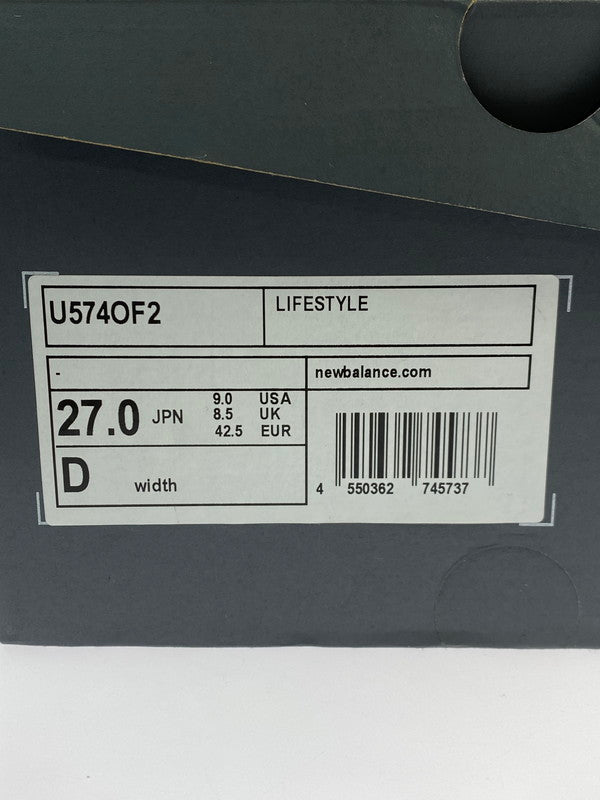 U574OF2
LIFESTYLE
-
newbalance.com
27.0 JPN
9.0 USA
8.5 UK
42.5 EUR
D width
4 550362 745737